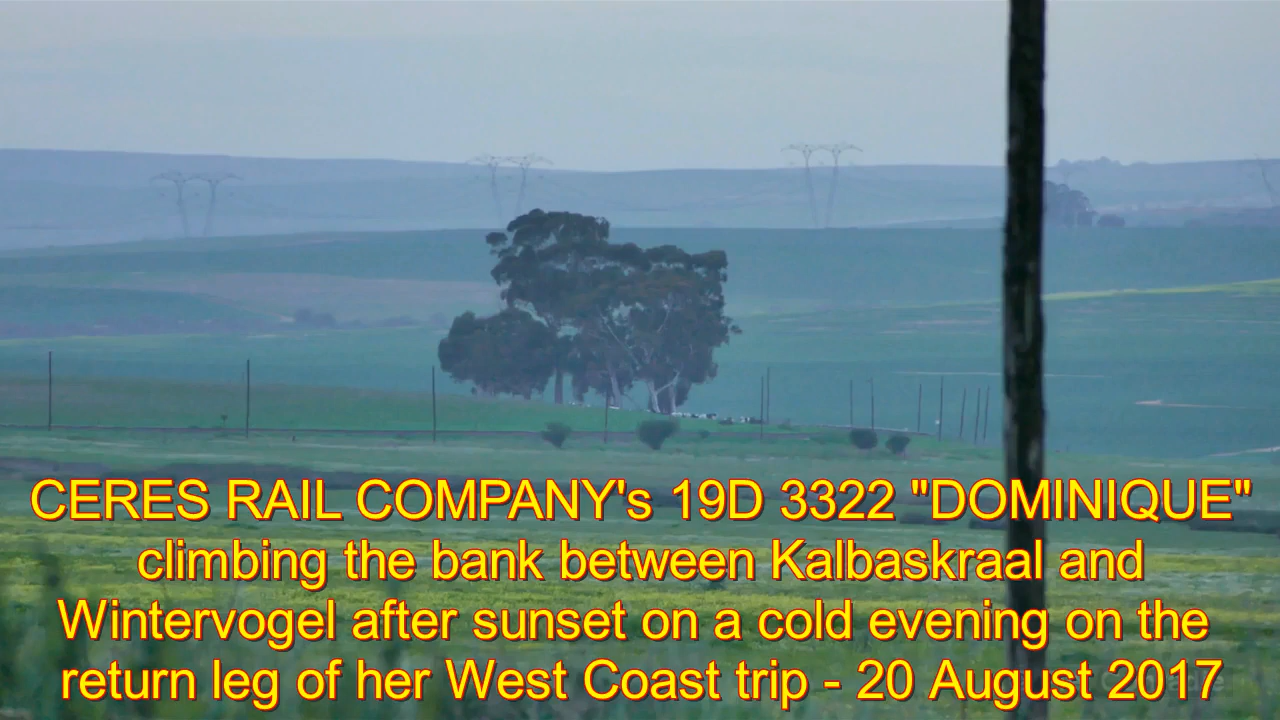 CERES RAIL COMPANY's 19D 3322 "DOMINIQUE"
climbing the bank between Kalbaskraal and
Wintervogel after sunset on a cold evening on the
return leg of her West Coast trip - 20 August 2017